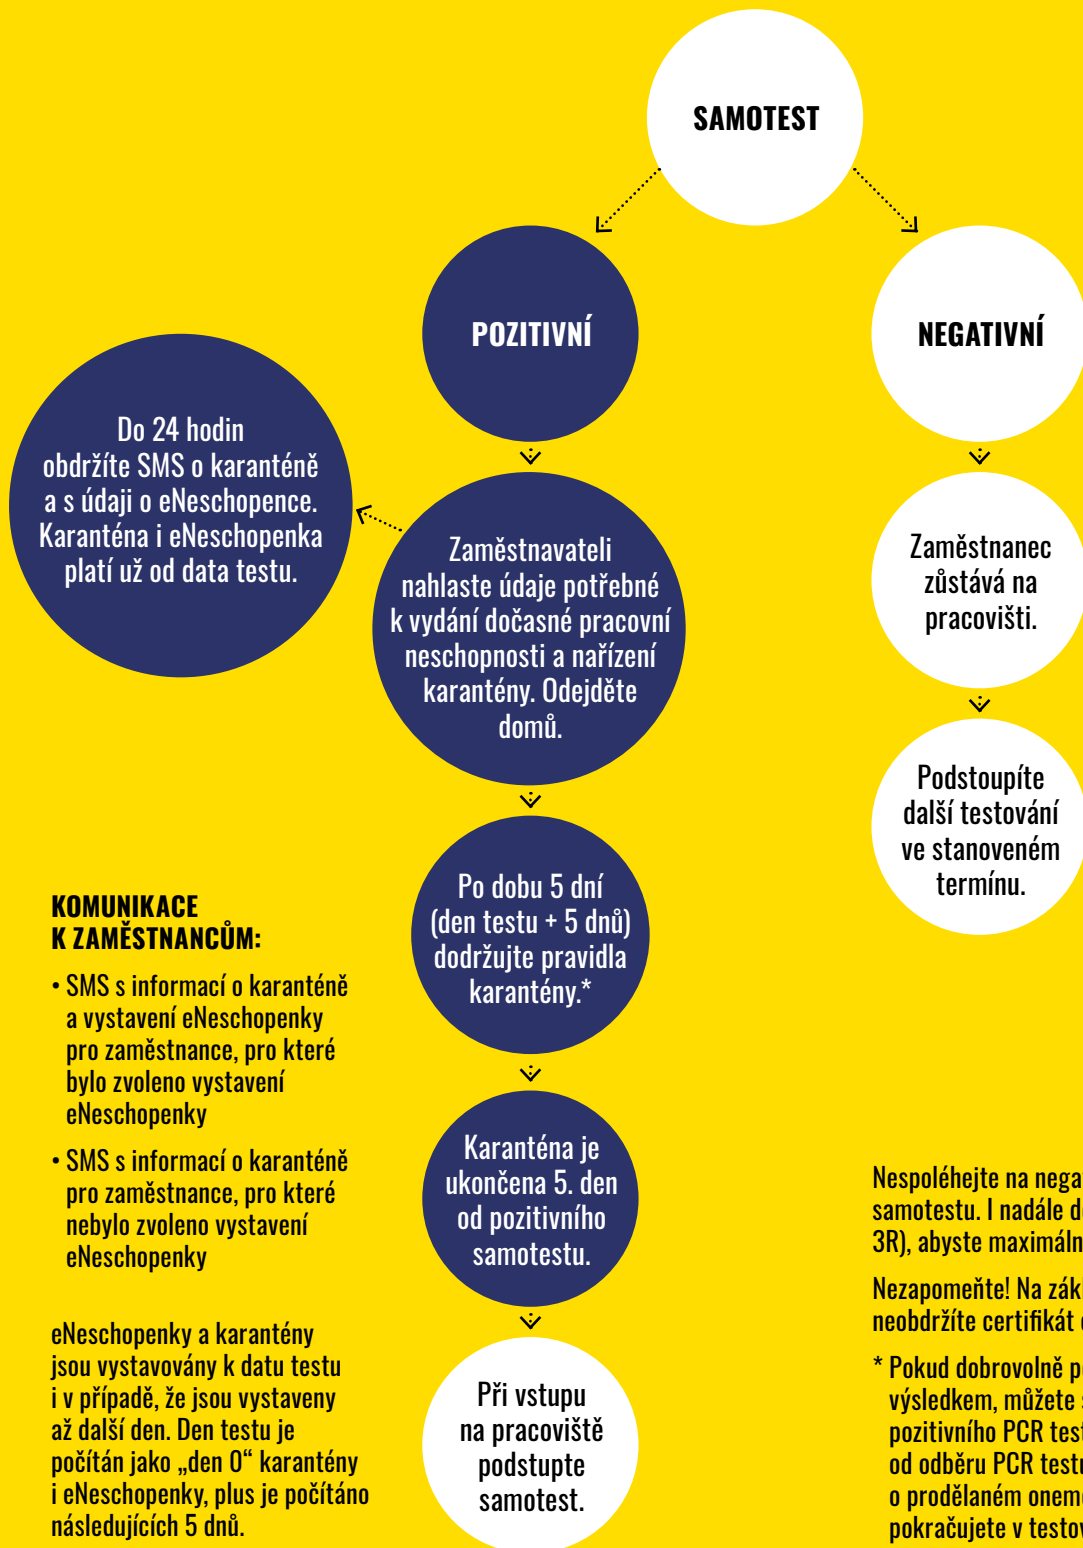 SAMOTEST
POZITIVNÍ
NEGATIVNÍ
Do 24 hodin
obdržíte SMS o karanténě
a s údaji o eNeschopence.
Karanténa i eNeschopenka
platí už od data testu.
Zaměstnavateli
nahlaste údaje potřebné
k vydání dočasné pracovní
neschopnosti a nařízení
karantény. Odejděte
domů.
Zaměstnanec
zůstává na
pracovišti.
Podstoupíte
další testování
ve stanoveném
termínu.
Po dobu 5 dní
(den testu + 5 dnů)
dodržujte pravidla
karantény.*
Karanténa je
ukončena 5. den
od pozitivního
samotestu.
Při vstupu
na pracoviště
podstupte
samotest.
KOMUNIKACE
K ZAMĚSTNANCŮM:
• SMS s informací o karanténě
a vystavení eNeschopenky
pro zaměstnance, pro které
bylo zvoleno vystavení
eNeschopenky
• SMS s informací o karanténě
pro zaměstnance, pro které
nebylo zvoleno vystavení
eNeschopenky
eNeschopenky a karantény
jsou vystavovány k datu testu
i v případě, že jsou vystaveny
až další den. Den testu je
počítán jako „den 0“ karantény
i eNeschopenky, plus je počítáno
následujících 5 dnů.
Nespoléhejte na nega
samotestu. I nadále d
3R), abyste maximáln
Nezapomeňte! Na zák
neobdržíte certifikát
* Pokud dobrovolně p
výsledkem, můžete
pozitivního PCR test
od odběru PCR testu
o prodělaném onem
pokračujete v testov